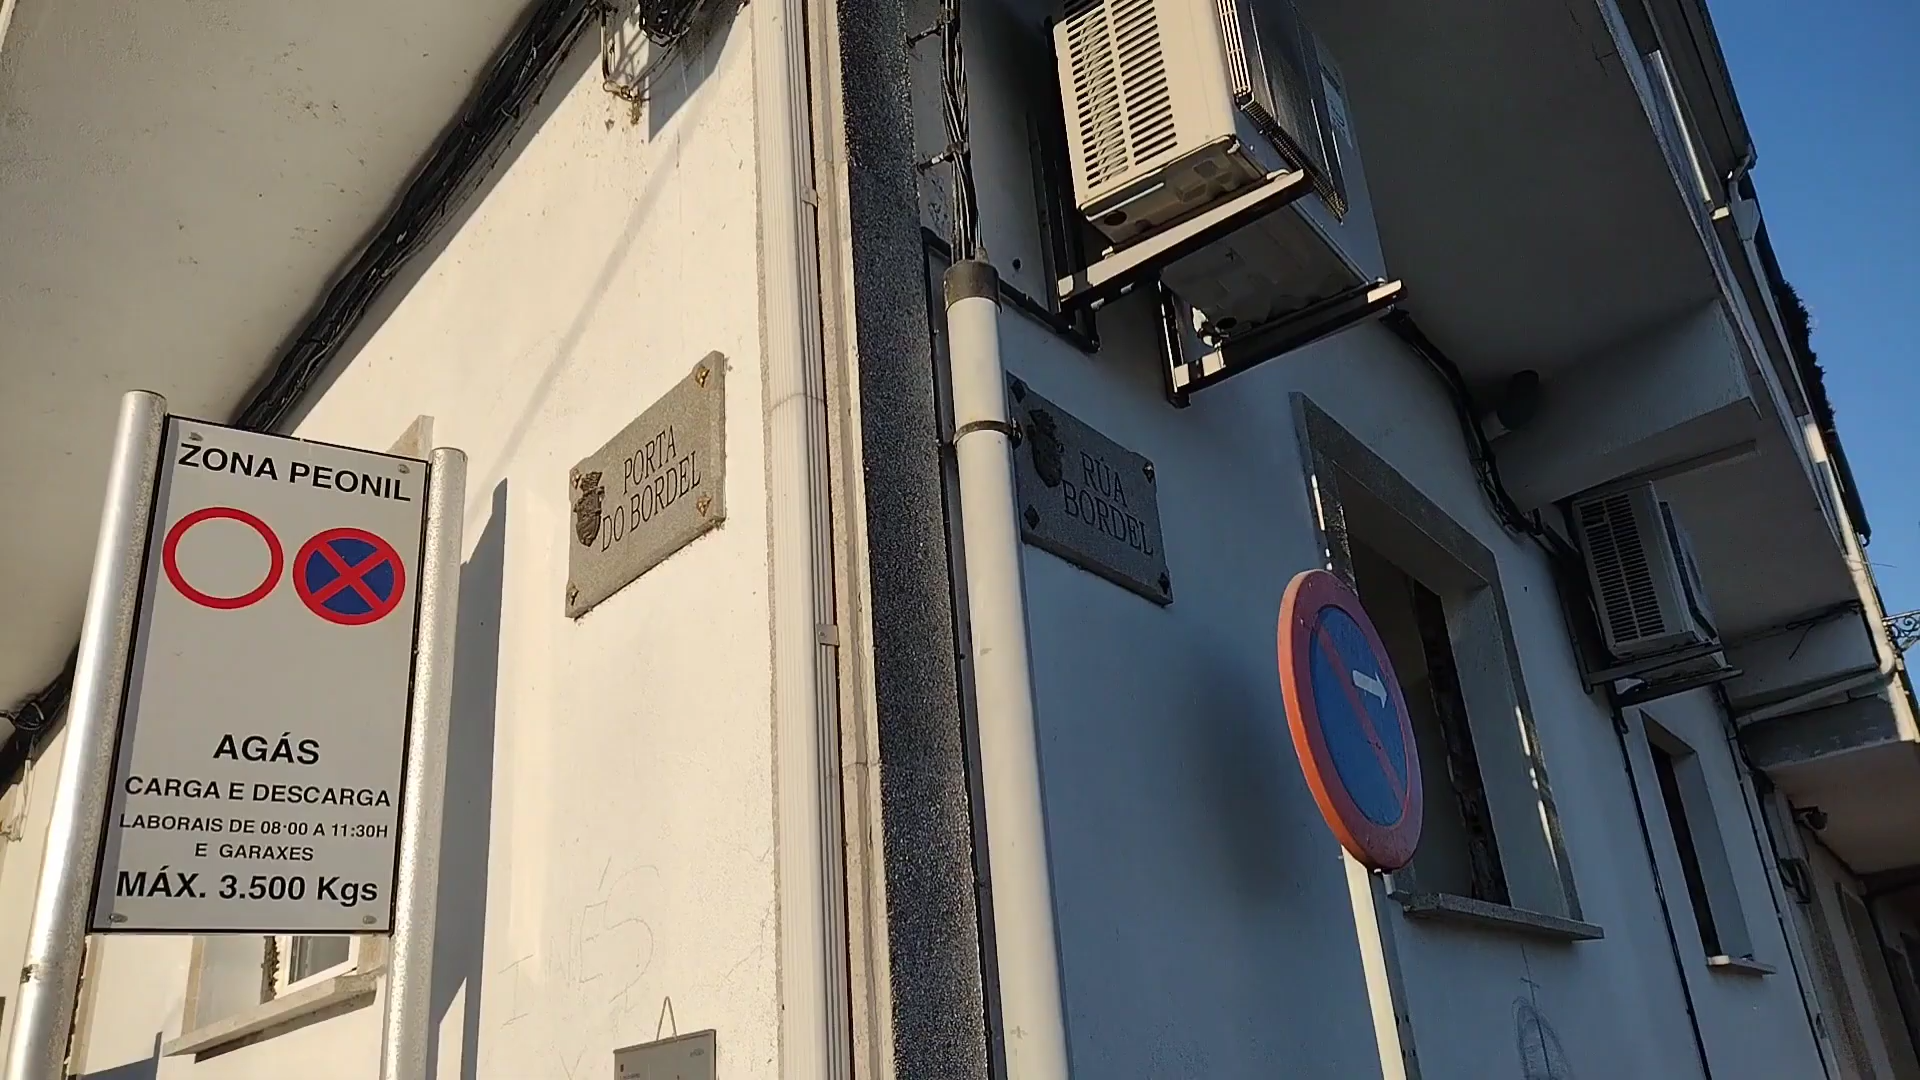 ZONA PEONIL
AGÁS
CARGA E DESCARGA
LABORAIS DE 08:00 A 11:30H
E GARAXES
MÁX. 3.500 Kgs
PORTA
DO BORDEL
RÚA
BORDEL
INÉS